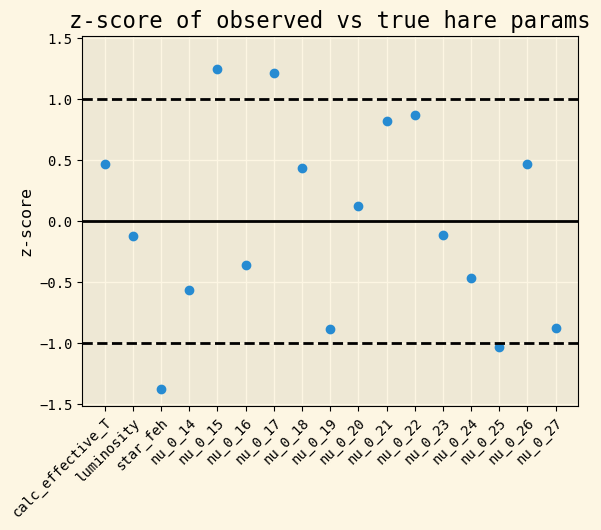 z-score of observed vs true hare params
z-score
1.5
1.0
0.5
0.0
−0.5
−1.0
−1.5
calc_effective_T
luminosity
star_feh
nu_0_14
nu_0_15
nu_0_16
nu_0_17
nu_0_18
nu_0_19
nu_0_20
nu_0_21
nu_0_22
nu_0_23
nu_0_24
nu_0_25
nu_0_26
nu_0_27